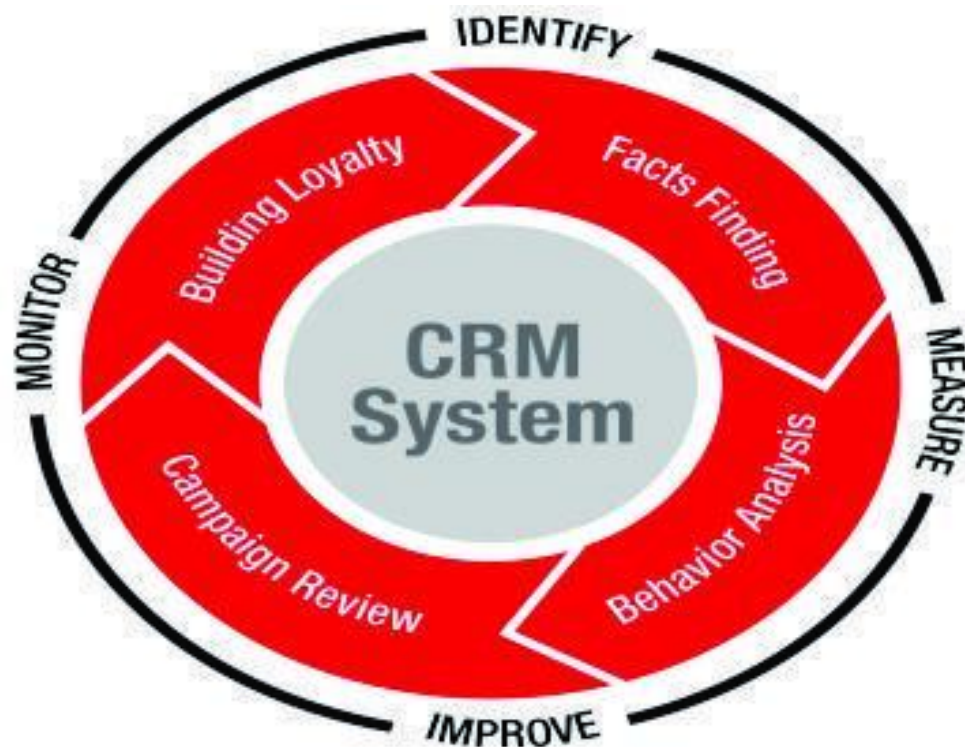 IDENTIFY
Facts Finding
MEASURE
Behavior Analysis
IMPROVE
Campaign Review
MONITOR
Building Loyalty
CRM
System